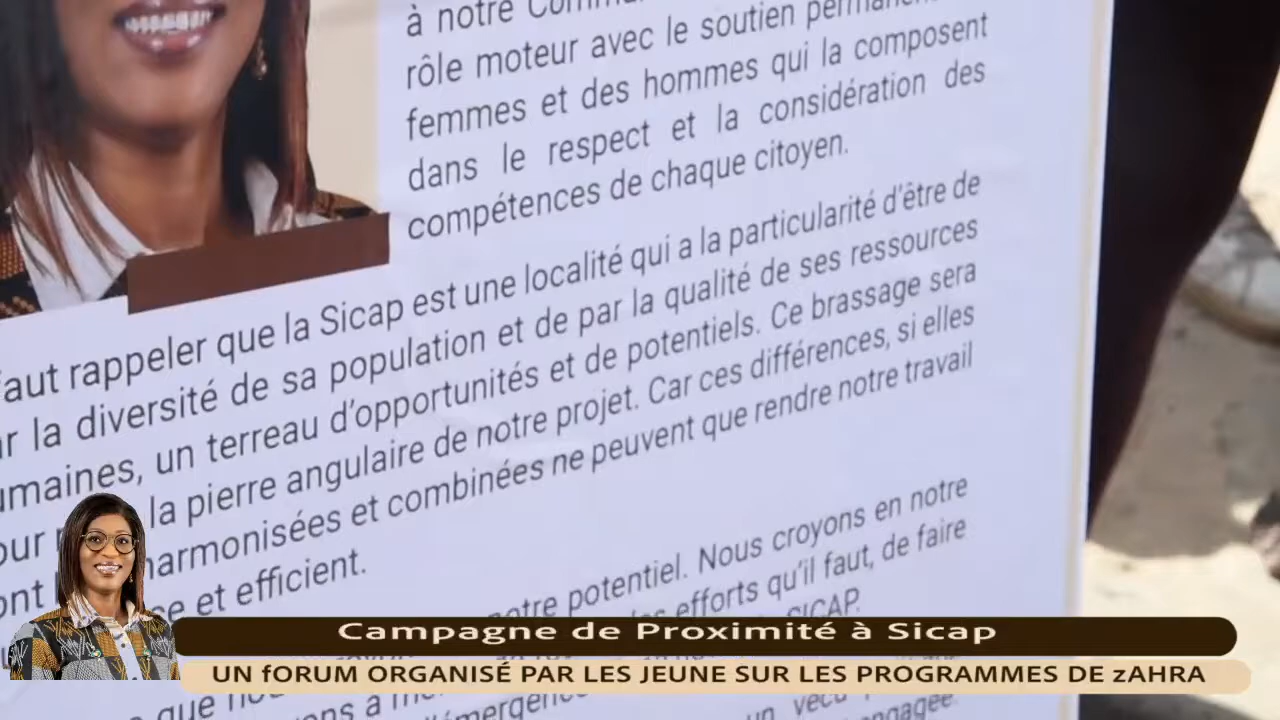 à notre
rôle moteur avec le soutien
femmes et des hommes qui la composent
dans le respect et la considération des
compétences de chaque citoyen.
faut rappeler que la Sicap est une localité qui a la particularité d'être de
la diversité de sa population et de par la qualité de ses ressources
umaines, un terreau d'opportunités et de potentiels. Ce brassage sera
la pierre angulaire de notre projet. Car ces différences, si elles
harmonisées et combinées ne peuvent que rendre notre travail
et efficient.
notre potentiel. Nous croyons en notre
efforts qu'il faut, de faire
SICAP.
Campagne de Proximité à Sicap
UN fORUM ORGANISÉ PAR LES JEUNE SUR LES PROGRAMMES DE zAHRA
que
un vécu